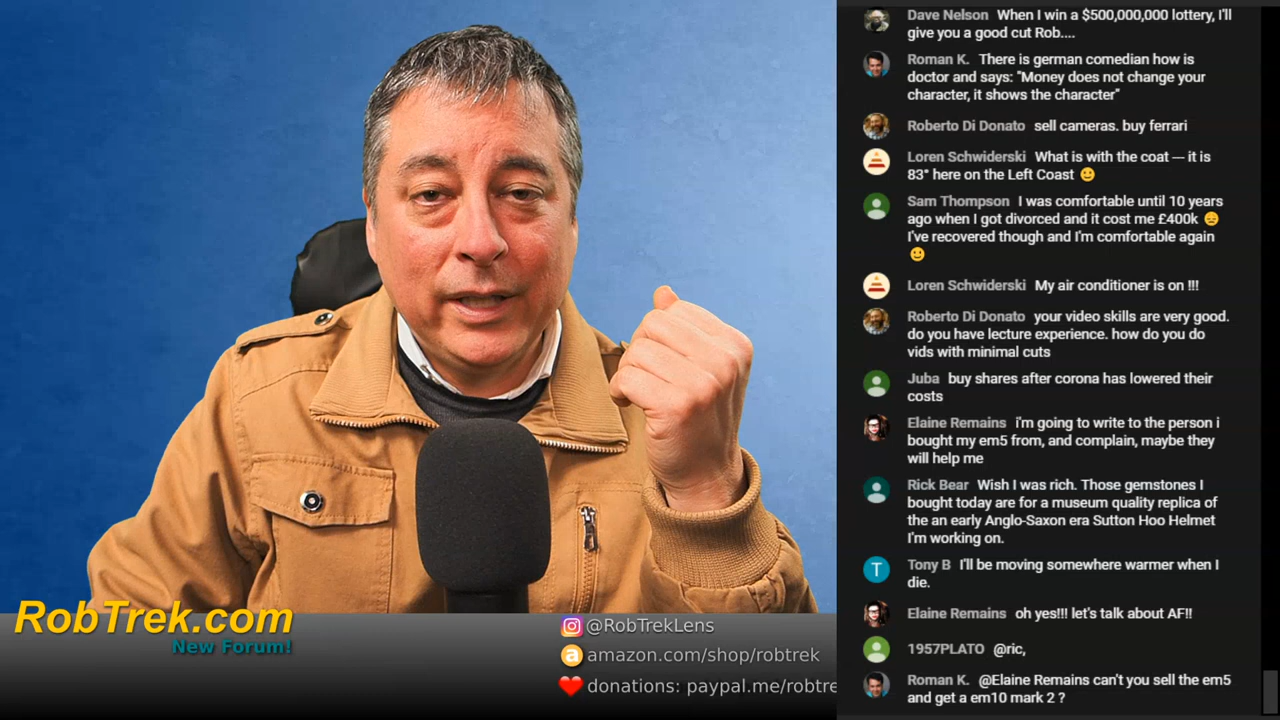 Dave Nelson When I win a $500,000,000 lottery, I'll
give you a good cut Rob....
Roman K. There is german comedian how is
doctor and says: "Money does not change your
character, it shows the character"
Roberto Di Donato sell cameras. buy ferrari
Loren Schwiderski What is with the coat --- it is
83° here on the Left Coast 🙂
Sam Thompson I was comfortable until 10 years
ago when I got divorced and it cost me £400k 😞
I've recovered though and I'm comfortable again
🙂
Loren Schwiderski My air conditioner is on !!!
Roberto Di Donato your video skills are very good.
do you have lecture experience. how do you do
vids with minimal cuts
Juba buy shares after corona has lowered their
costs
Elaine Remains i'm going to write to the person i
bought my em5 from, and complain, maybe they
will help me
Rick Bear Wish I was rich. Those gemstones I
bought today are for a museum quality replica of
the an early Anglo-Saxon era Sutton Hoo Helmet
I'm working on.
T
Tony B I'll be moving somewhere warmer when I
die.
Elaine Remains oh yes!!! let's talk about AF!!
1957PLATO @ric,
Roman K. @Elaine Remains can't you sell the em5
and get a em10 mark 2 ?
RobTrek.com
New Forum!
@RobTrekLens
a amazon.com/shop/robtrek
donations: paypal.me/robtre